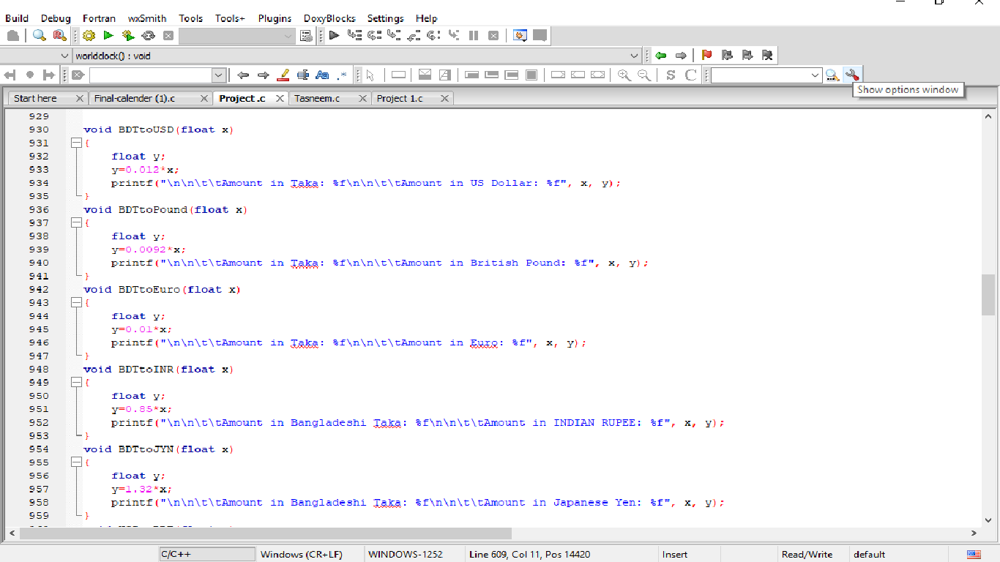 Build Debug Fortran wxSmith Tools Tools+ Plugins DoxyBlocks Settings Help
worldclock() : void
Aa .* S C
Show options window
Start here Final-calender (1).c Project .c Tasneem.c Project 1.c
929
930 void BDTtoUSD(float x)
931 {
932 float y;
933 y=0.012*x;
934 printf("\n\n\t\tAmount in Taka: %f\n\n\t\tAmount in US Dollar: %f", x, y);
935 }
936 void BDTtoPound(float x)
937 {
938 float y;
939 y=0.0092*x;
940 printf("\n\n\t\tAmount in Taka: %f\n\n\t\tAmount in British Pound: %f", x, y);
941 }
942 void BDTtoEuro(float x)
943 {
944 float y;
945 y=0.01*x;
946 printf("\n\n\t\tAmount in Taka: %f\n\n\t\tAmount in Euro: %f", x, y);
947 }
948 void BDTtoINR(float x)
949 {
950 float y;
951 y=0.85*x;
952 printf("\n\n\t\tAmount in Bangladeshi Taka: %f\n\n\t\tAmount in INDIAN RUPEE: %f", x, y);
953 }
954 void BDTtoJYN(float x)
955 {
956 float y;
957 y=1.32*x;
958 printf("\n\n\t\tAmount in Bangladeshi Taka: %f\n\n\t\tAmount in Japanese Yen: %f", x, y);
959 }
C/C++ Windows (CR+LF) WINDOWS-1252 Line 609, Col 11, Pos 14420 Insert Read/Write default